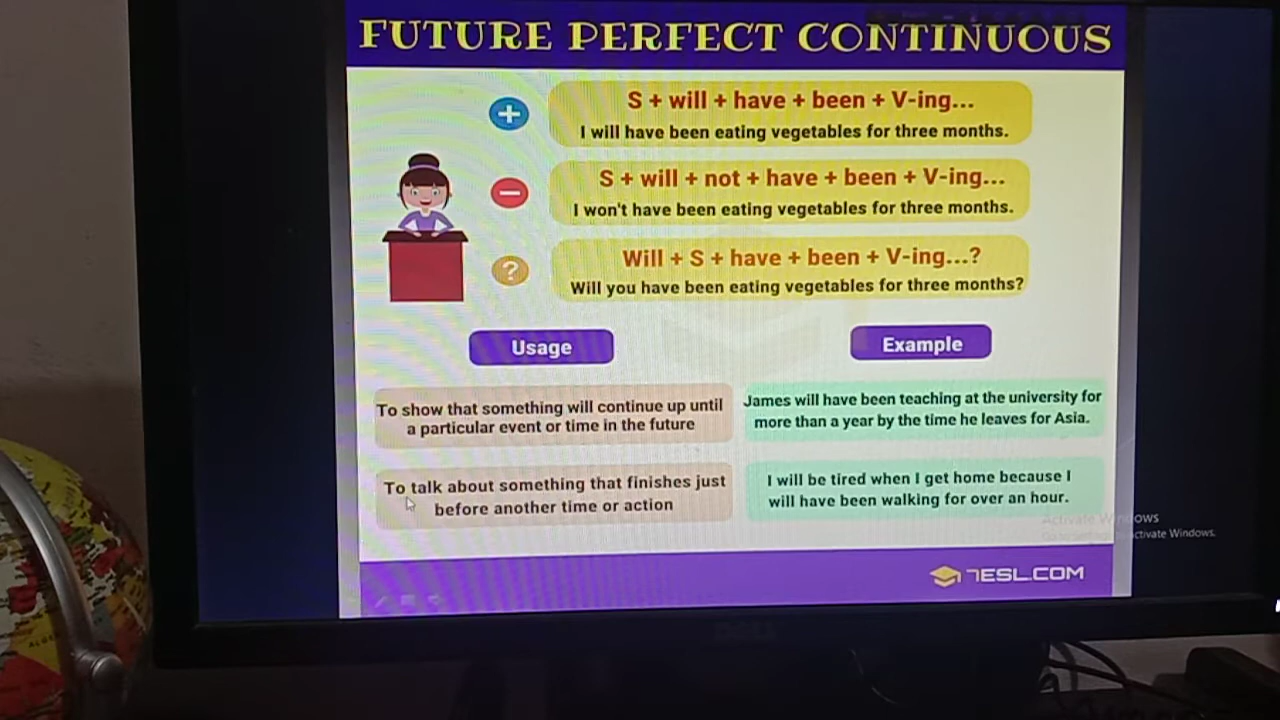 FUTURE PERFECT CONTINUOUS
S + will + have + been + V-ing...
I will have been eating vegetables for three months.
S + will + not + have + been + V-ing...
I won't have been eating vegetables for three months.
?
Will + S + have + been + V-ing...?
Will you have been eating vegetables for three months?
Usage
Example
To show that something will continue up until
a particular event or time in the future
James will have been teaching at the university for
more than a year by the time he leaves for Asia.
To talk about something that finishes just
before another time or action
I will be tired when I get home because I
will have been walking for over an hour.
Activate Windows
Activate Windows.
7ESL.COM
DELL